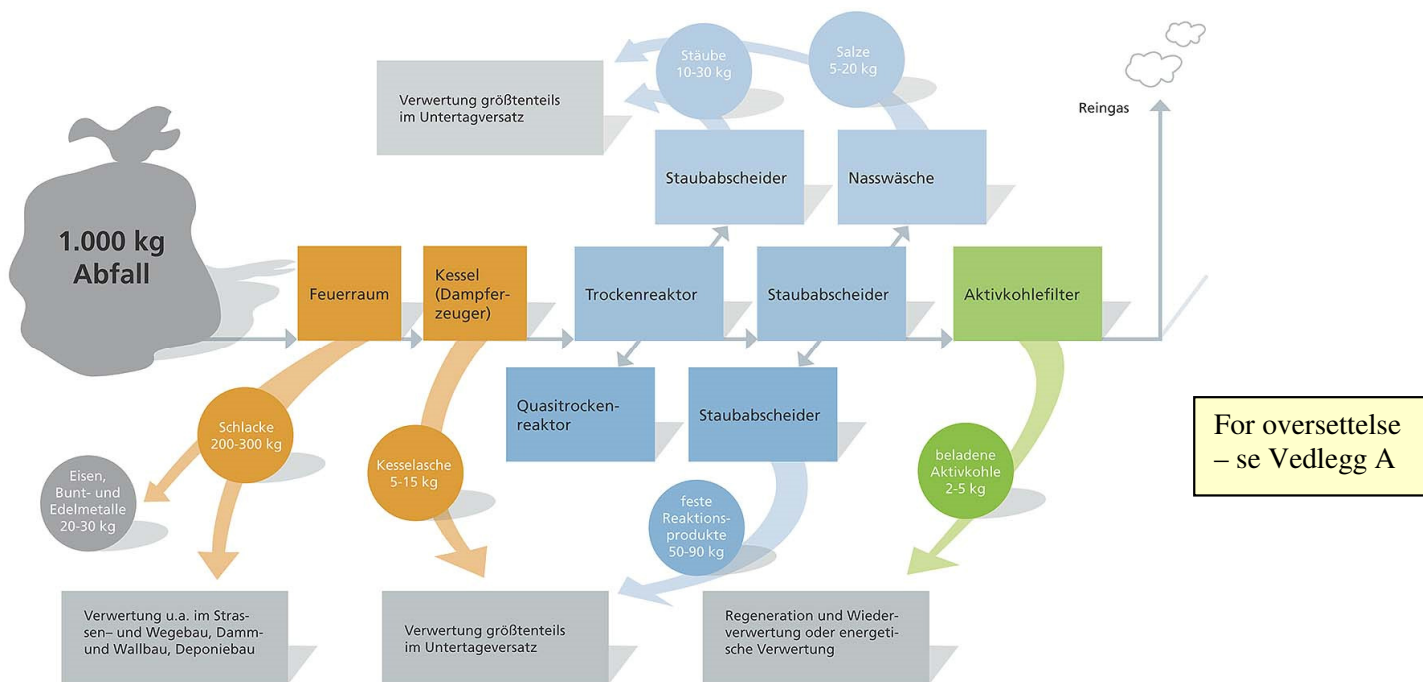 Stäube
10-30 kg
Salze
5-20 kg
Verwertung größtenteils
im Untertagversatz
Reingas
Staubabscheider
Nasswäsche
1.000 kg
Abfall
Feuerraum
Kessel
(Dampfer-
zeuger)
Trockenreaktor
Staubabscheider
Aktivkohlefilter
Quasitrocken-
reaktor
Staubabscheider
For oversettelse
– se Vedlegg A
Schlacke
200-300 kg
Kesselasche
5-15 kg
beladene
Aktivkohle
2-5 kg
Eisen,
Bunt- und
Edelmetalle
20-30 kg
feste
Reaktions-
produkte
50-90 kg
Verwertung u.a. im Stras-
sen– und Wegebau, Damm-
und Wallbau, Deponiebau
Verwertung größtenteils
im Untertageversatz
Regeneration und Wieder-
verwertung oder energeti-
sche Verwertung